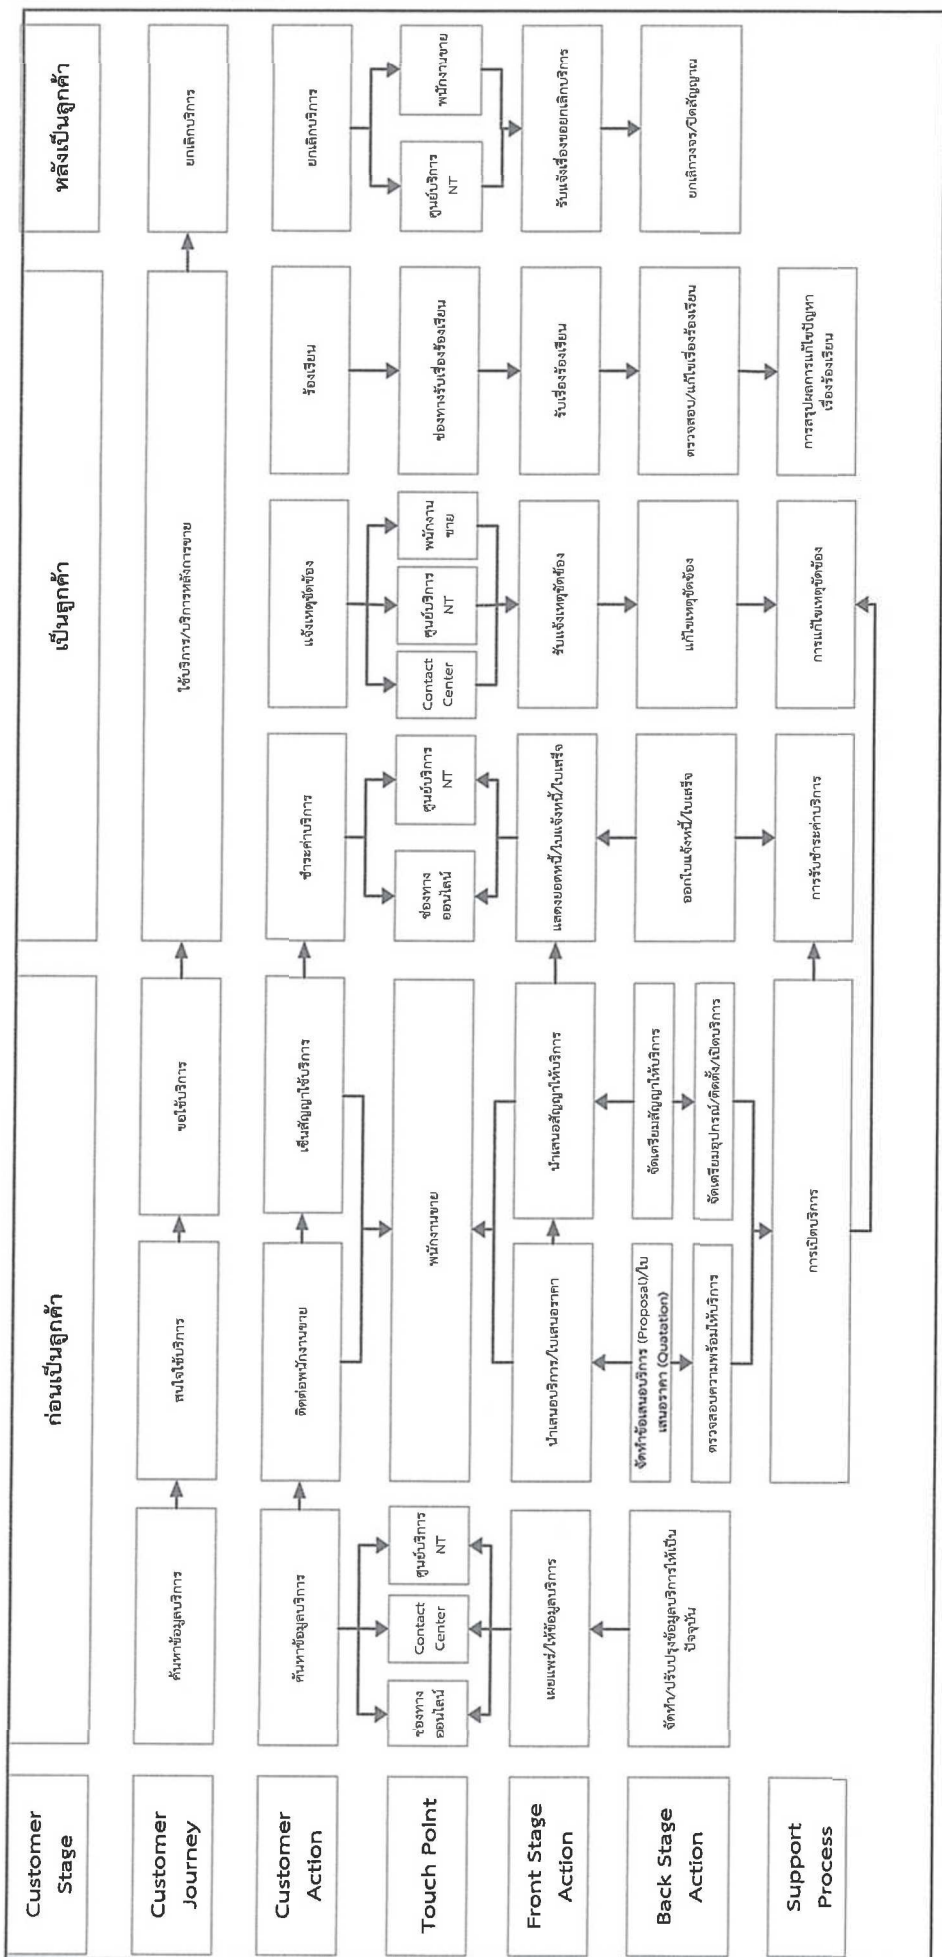 Customer
Stage
ก่อนเป็นลูกค้า
เป็นลูกค้า
หลังเป็นลูกค้า
Customer
Journey
ค้นหาข้อมูลบริการ
สนใจใช้บริการ
ขอใช้บริการ
ใช้บริการ/บริการหลังการขาย
ยกเลิกบริการ
Customer
Action
ค้นหาข้อมูลบริการ
ติดต่อพนักงานขาย
เซ็นสัญญาใช้บริการ
ชำระค่าบริการ
แจ้งเหตุขัดข้อง
ร้องเรียน
ยกเลิกบริการ
Touch Point
ช่องทาง
ออนไลน์
Contact
Center
ศูนย์บริการ
NT
พนักงานขาย
ช่องทาง
ออนไลน์
ศูนย์บริการ
NT
Contact
Center
ศูนย์บริการ
NT
พนักงาน
ขาย
ช่องทางรับเรื่องร้องเรียน
ศูนย์บริการ
NT
พนักงานขาย
Front Stage
Action
เผยแพร่/ให้ข้อมูลบริการ
นำเสนอบริการ/ใบเสนอราคา
นำเสนอสัญญาให้บริการ
แสดงยอดหนี้/ใบแจ้งหนี้/ใบเสร็จ
รับแจ้งเหตุขัดข้อง
รับเรื่องร้องเรียน
รับแจ้งเรื่องขอยกเลิกบริการ
Back Stage
Action
จัดทำ/ปรับปรุงข้อมูลบริการให้เป็น
ปัจจุบัน
จัดทำข้อเสนอบริการ (Proposal)/ใบ
เสนอราคา (Quotation)
ตรวจสอบความพร้อมให้บริการ
จัดเตรียมสัญญาให้บริการ
จัดเตรียมอุปกรณ์/ติดตั้ง/เปิดบริการ
ออกใบแจ้งหนี้/ใบเสร็จ
แก้ไขเหตุขัดข้อง
ตรวจสอบ/แก้ไขเรื่องร้องเรียน
ยกเลิกวงจร/ปิดสัญญาณ
Support
Process
การเปิดบริการ
การรับชำระค่าบริการ
การแก้ไขเหตุขัดข้อง
การสรุปผลการแก้ไขปัญหา
เรื่องร้องเรียน